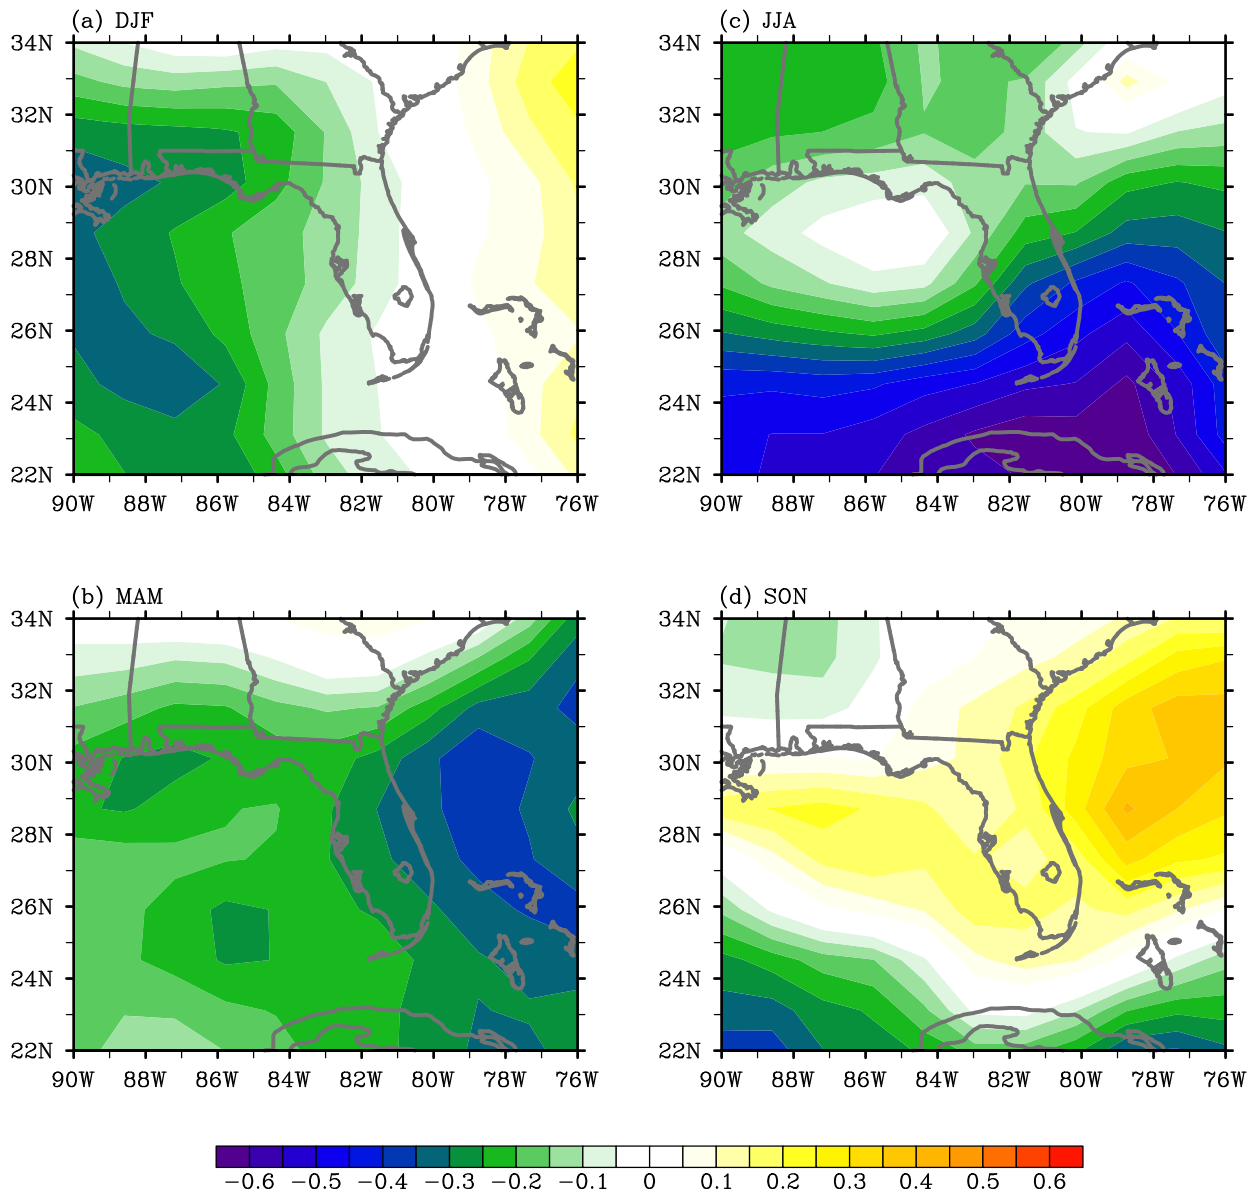 (a) DJF
34N
32N
30N
28N
26N
24N
22N
90W 88W 86W 84W 82W 80W 78W 76W
(c) JJA
34N
32N
30N
28N
26N
24N
22N
90W 88W 86W 84W 82W 80W 78W 76W
(b) MAM
34N
32N
30N
28N
26N
24N
22N
90W 88W 86W 84W 82W 80W 78W 76W
(d) SON
34N
32N
30N
28N
26N
24N
22N
90W 88W 86W 84W 82W 80W 78W 76W
−0.6 −0.5 −0.4 −0.3 −0.2 −0.1 0 0.1 0.2 0.3 0.4 0.5 0.6